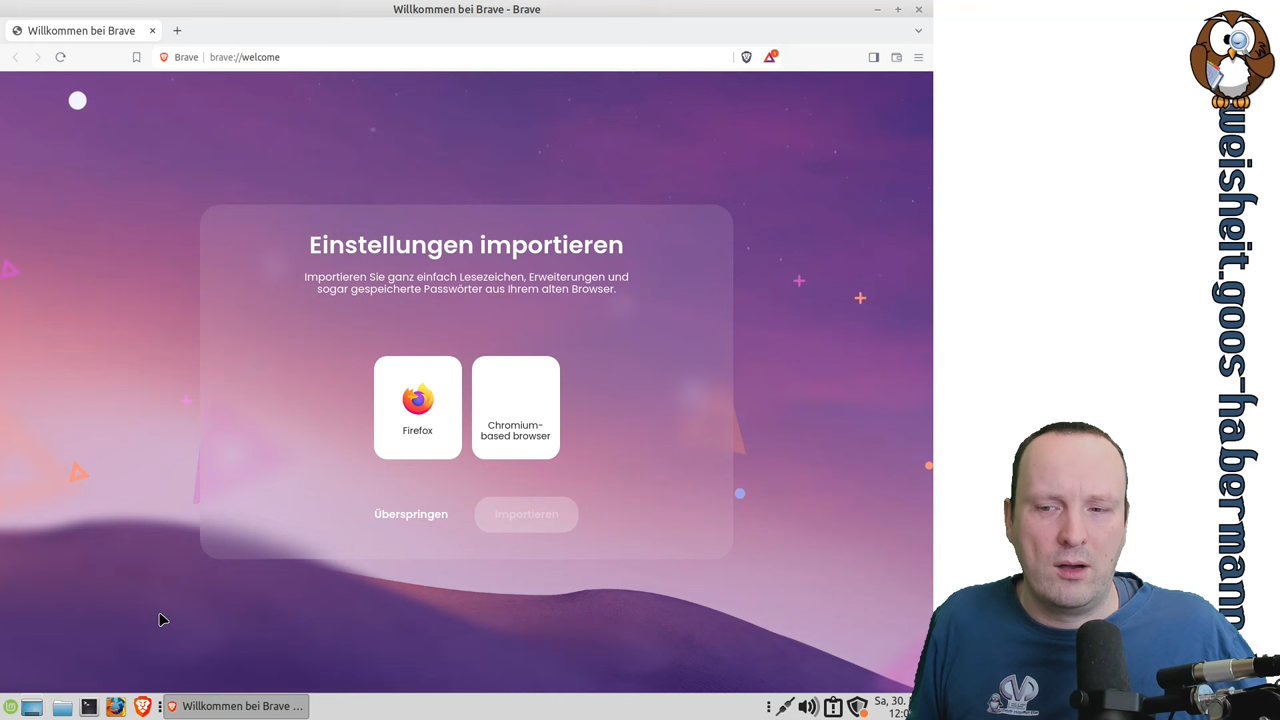 Willkommen bei Brave - Brave
Willkommen bei Brave
Brave
brave://welcome
Einstellungen importieren
Importieren Sie ganz einfach Lesezeichen, Erweiterungen und
sogar gespeicherte Passwörter aus Ihrem alten Browser.
Firefox
Chromium-
based browser
Überspringen
Importieren
Willkommen bei Brave ...
Sa, 30.
12:0
weisheit.goos-habermann